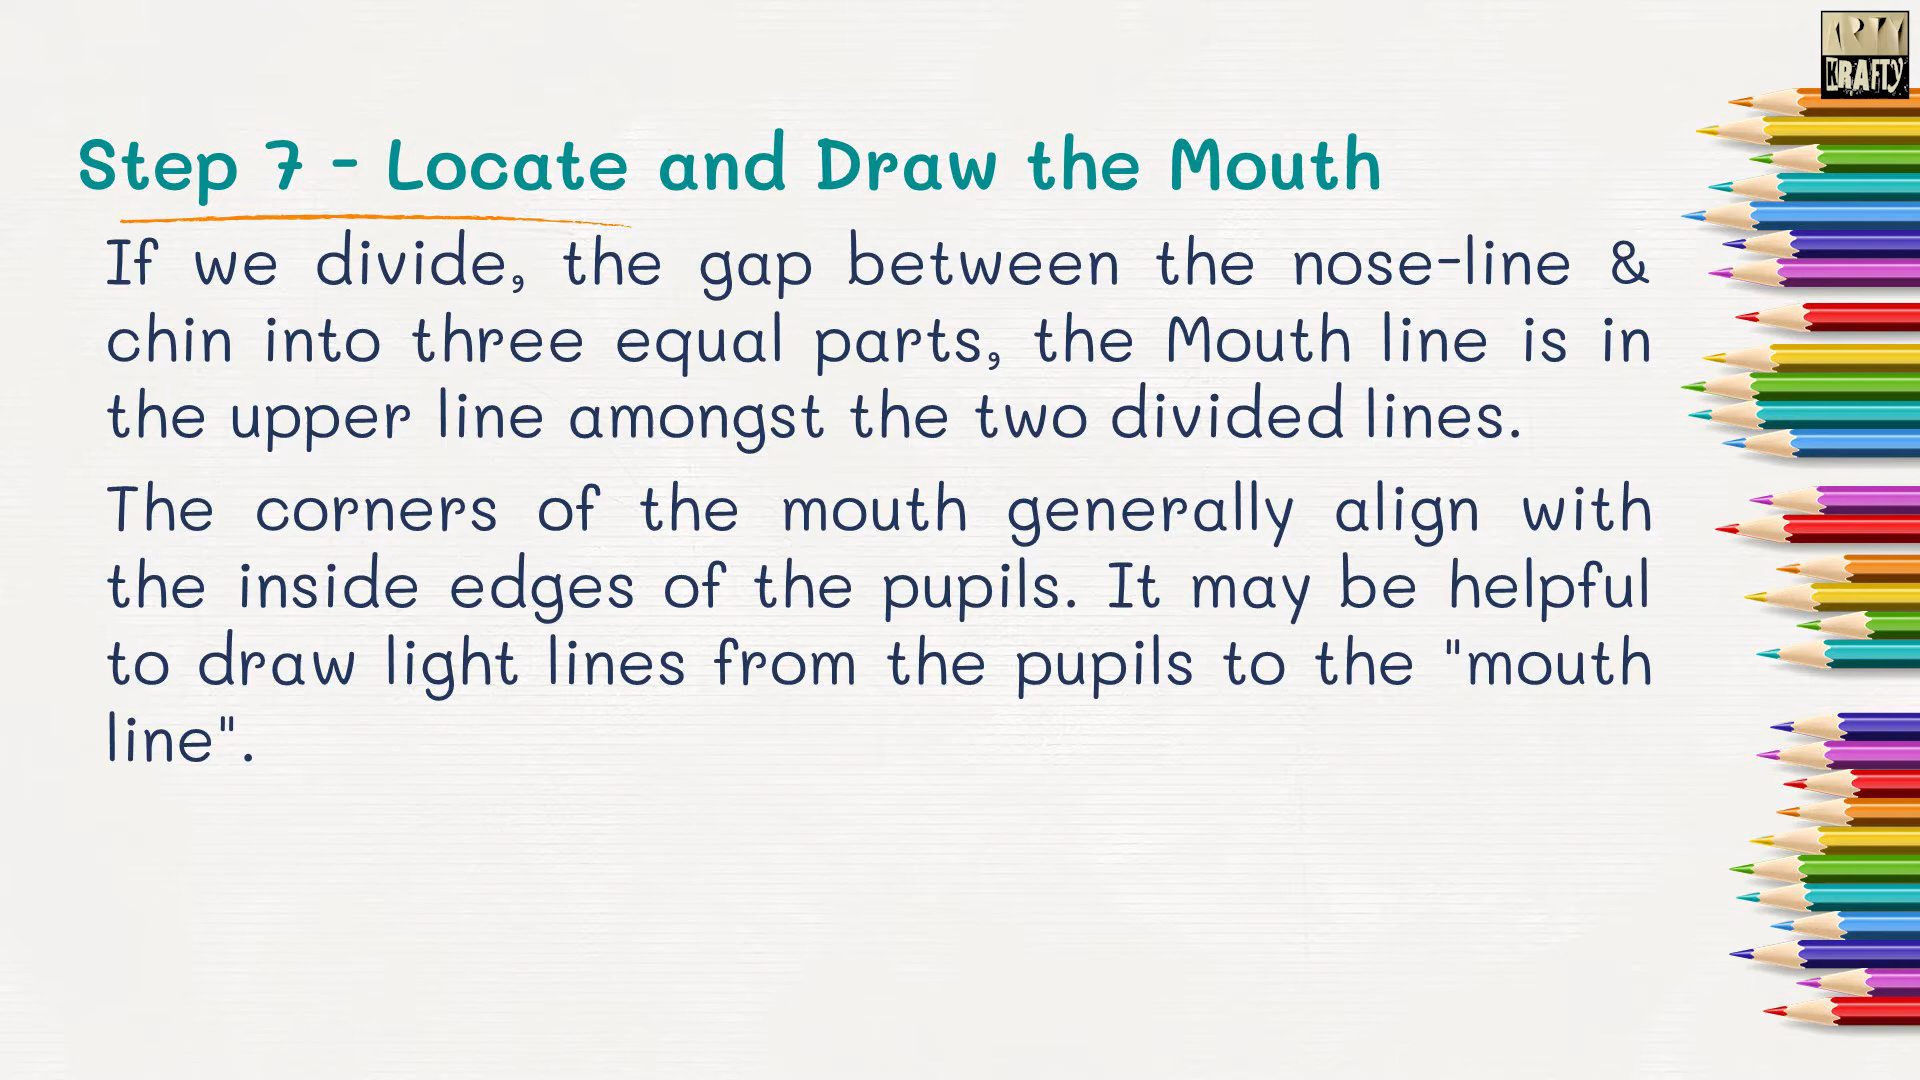 ARTY
KRAFTY
Step 7 - Locate and Draw the Mouth
If we divide, the gap between the nose-line &
chin into three equal parts, the Mouth line is in
the upper line amongst the two divided lines.
The corners of the mouth generally align with
the inside edges of the pupils. It may be helpful
to draw light lines from the pupils to the "mouth
line".